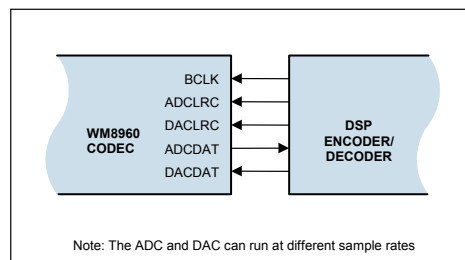 BCLK
ADCLRC
DACLRC
ADCDAT
DACDAT
WM8960
CODEC
DSP
ENCODER/
DECODER
Note: The ADC and DAC can run at different sample rates